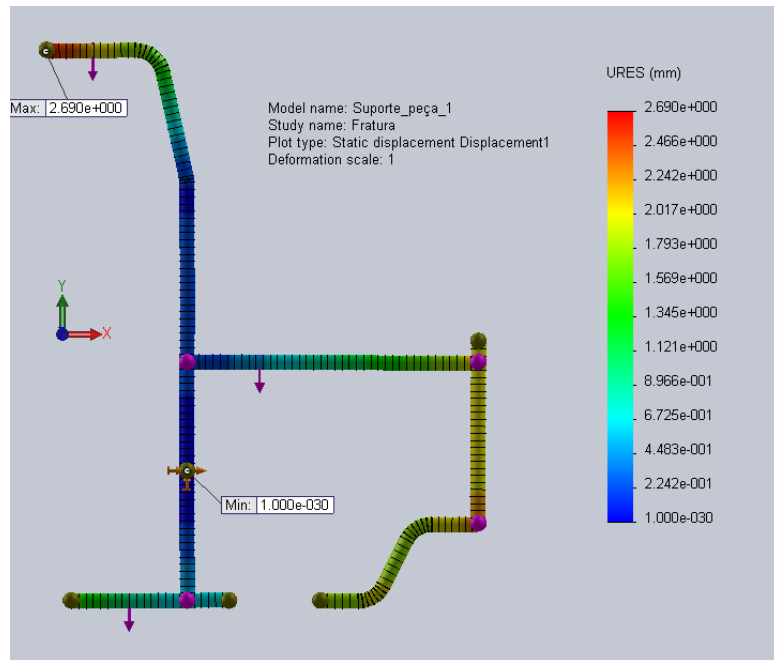 URES (mm)
Max: 2.690e+000
Model name: Suporte_peça_1
Study name: Fratura
Plot type: Static displacement Displacement1
Deformation scale: 1
2.690e+000
2.466e+000
2.242e+000
2.017e+000
1.793e+000
1.569e+000
1.345e+000
1.121e+000
8.966e-001
6.725e-001
4.483e-001
2.242e-001
1.000e-030
Y
X
Min: 1.000e-030